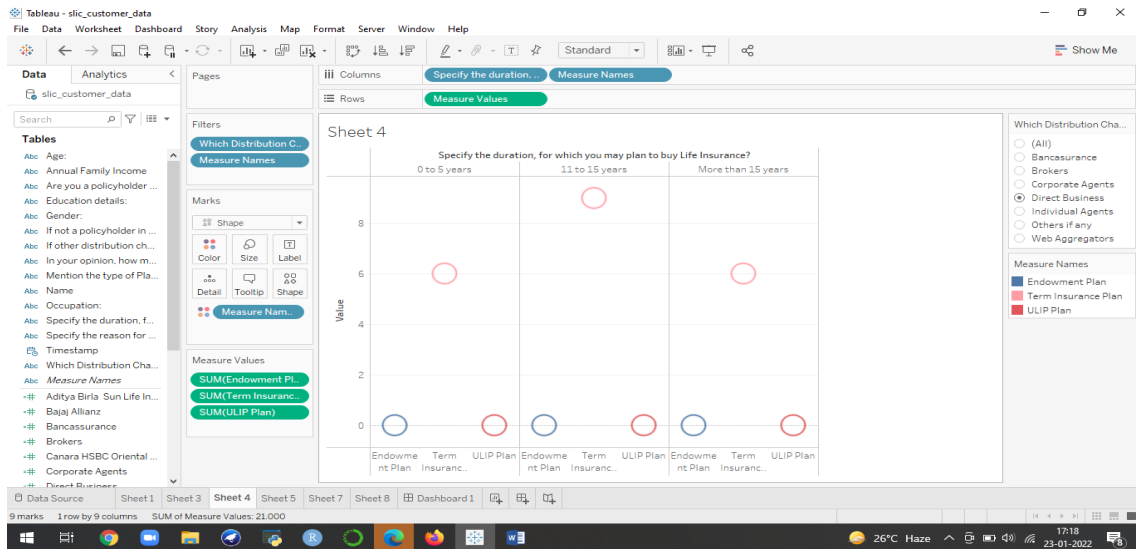 Tableau - slic_customer_data
File Data Worksheet Dashboard Story Analysis Map Format Server Window Help
Standard
Show Me
Data Analytics
slic_customer_data
Search
Tables
Abc Age:
Abc Annual Family Income
Abc Are you a policyholder ...
Abc Education details:
Abc Gender:
Abc If not a policyholder in ...
Abc If other distribution ch...
Abc In your opinion, how m...
Abc Mention the type of Pla...
Abc Name
Abc Occupation:
Abc Specify the duration, f...
Abc Specify the reason for ...
Timestamp
Abc Which Distribution Cha...
Abc Measure Names
# Aditya Birla Sun Life In...
# Bajaj Allianz
# Bancassurance
# Brokers
# Canara HSBC Oriental ...
# Corporate Agents
# Direct Business
Pages
Filters
Which Distribution C..
Measure Names
Marks
Shape
Color Size Label
Detail Tooltip Shape
Measure Nam..
Measure Values
SUM(Endowment Pl..
SUM(Term Insuranc..
SUM(ULIP Plan)
Columns Specify the duration, .. Measure Names
Rows Measure Values
Sheet 4
Specify the duration, for which you may plan to buy Life Insurance?
0 to 5 years 11 to 15 years More than 15 years
Value
8
6
4
2
0
Endowme Term ULIP Plan Endowme Term ULIP Plan Endowme Term ULIP Plan
nt Plan Insuranc.. nt Plan Insuranc.. nt Plan Insuranc..
Which Distribution Cha...
(All)
Bancasurance
Brokers
Corporate Agents
Direct Business
Individual Agents
Others if any
Web Aggregators
Measure Names
Endowment Plan
Term Insurance Plan
ULIP Plan
Data Source Sheet 1 Sheet 3 Sheet 4 Sheet 5 Sheet 7 Sheet 8 Dashboard 1
9 marks 1 row by 9 columns SUM of Measure Values: 21.000
26°C Haze
17:18
23-01-2022